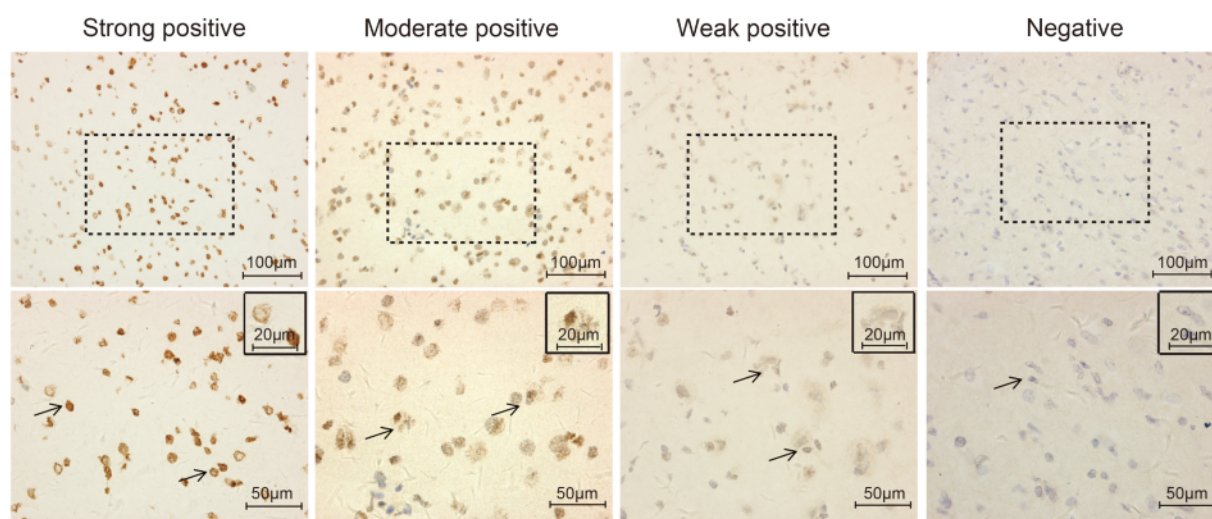 Strong positive
Moderate positive
Weak positive
Negative
100μm
100μm
100μm
100μm
20μm
20μm
20μm
20μm
50μm
50μm
50μm
50μm